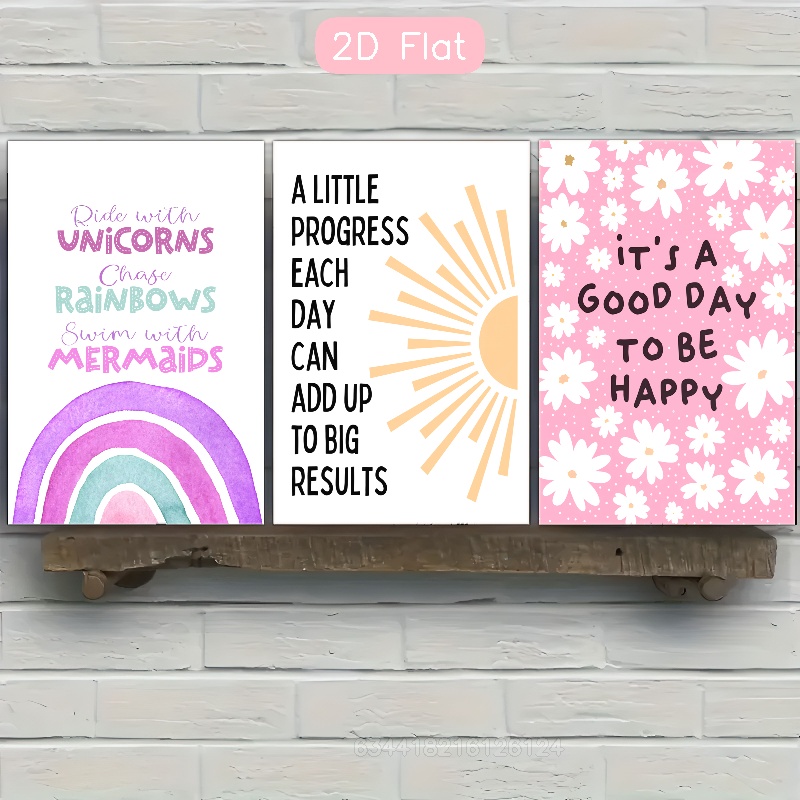 2D Flat
Ride with
UNiCORNS
Chase
RAiNBOWS
Swim with
MERMAiDS
A LITTLE
PROGRESS
EACH
DAY
CAN
ADD UP
TO BIG
RESULTS
iT'S A
GOOD DAY
TO BE
HAPPY
634418216126124